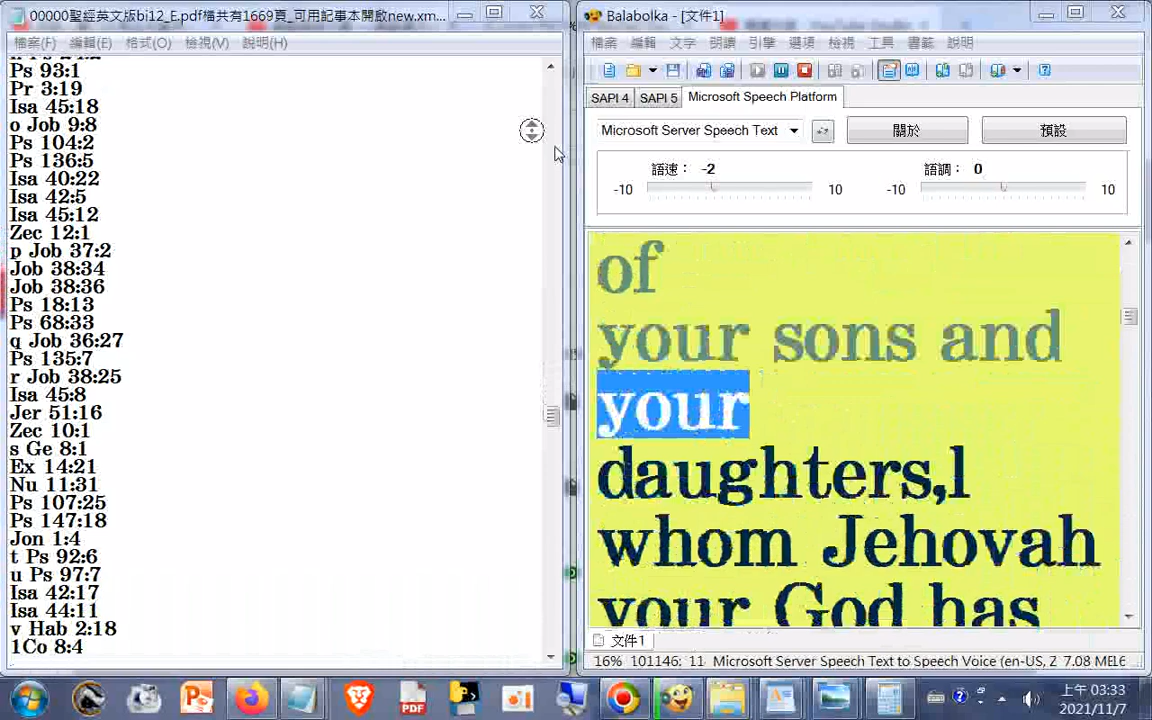 00000聖經英文版bi12_E.pdf檔共有1669頁_可用記事本開啟new.xm...
檔案(F) 編輯(E) 格式(O) 檢視(V) 說明(H)
Ps 93:1
Pr 3:19
Isa 45:18
o Job 9:8
Ps 104:2
Ps 136:5
Isa 40:22
Isa 42:5
Isa 45:12
Zec 12:1
p Job 37:2
Job 38:34
Job 38:36
Ps 18:13
Ps 68:33
q Job 36:27
Ps 135:7
r Job 38:25
Isa 45:8
Jer 51:16
Zec 10:1
s Ge 8:1
Ex 14:21
Nu 11:31
Ps 107:25
Ps 147:18
Jon 1:4
t Ps 92:6
u Ps 97:7
Isa 42:17
Isa 44:11
v Hab 2:18
1Co 8:4
Balabolka - [文件1]
檔案 編輯 文字 朗讀 引擎 選項 檢視 工具 書籤 說明
SAPI 4 SAPI 5 Microsoft Speech Platform
Microsoft Server Speech Text 關於 預設
語速： -2 語調： 0
-10 10 -10 10
of
your sons and
your
daughters,l
whom Jehovah
your God has
文件1
16% 101146: 11 Microsoft Server Speech Text to Speech Voice (en-US, Z 7.08 MБ
PDF
上午 03:33
2021/11/7